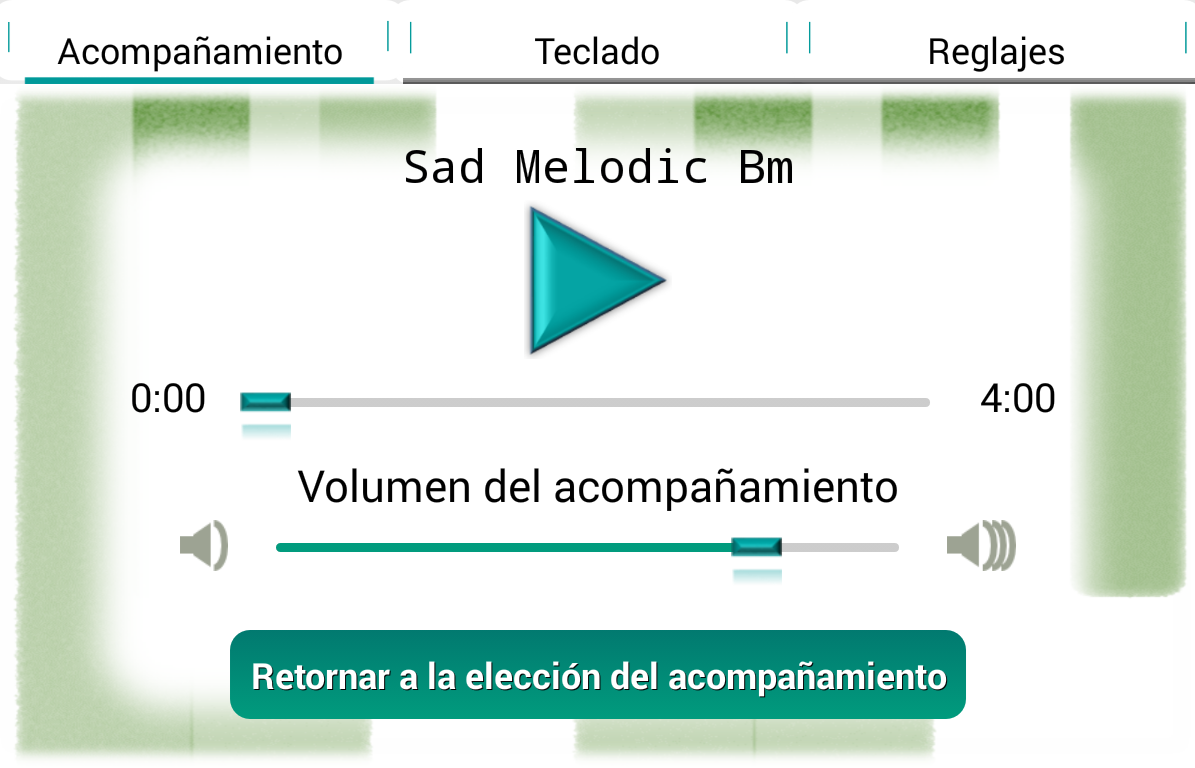 Acompañamiento Teclado Reglajes
Sad Melodic Bm
0:00 4:00
Volumen del acompañamiento
Retornar a la elección del acompañamiento